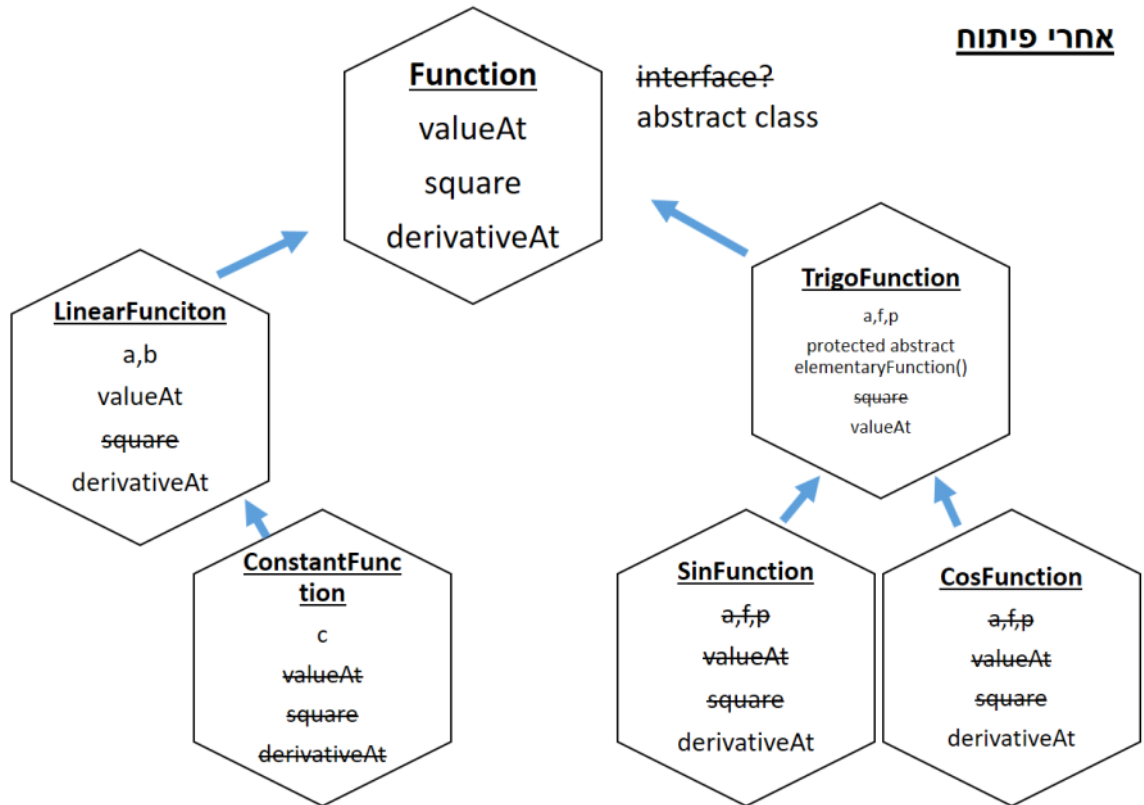 אחרי פיתוח
Function
valueAt
square
derivativeAt
interface?
abstract class
LinearFunciton
a,b
valueAt
square
derivativeAt
TrigoFunction
a,f,p
protected abstract
elementaryFunction()
square
valueAt
ConstantFunc
tion
c
valueAt
square
derivativeAt
SinFunction
a,f,p
valueAt
square
derivativeAt
CosFunction
a,f,p
valueAt
square
derivativeAt